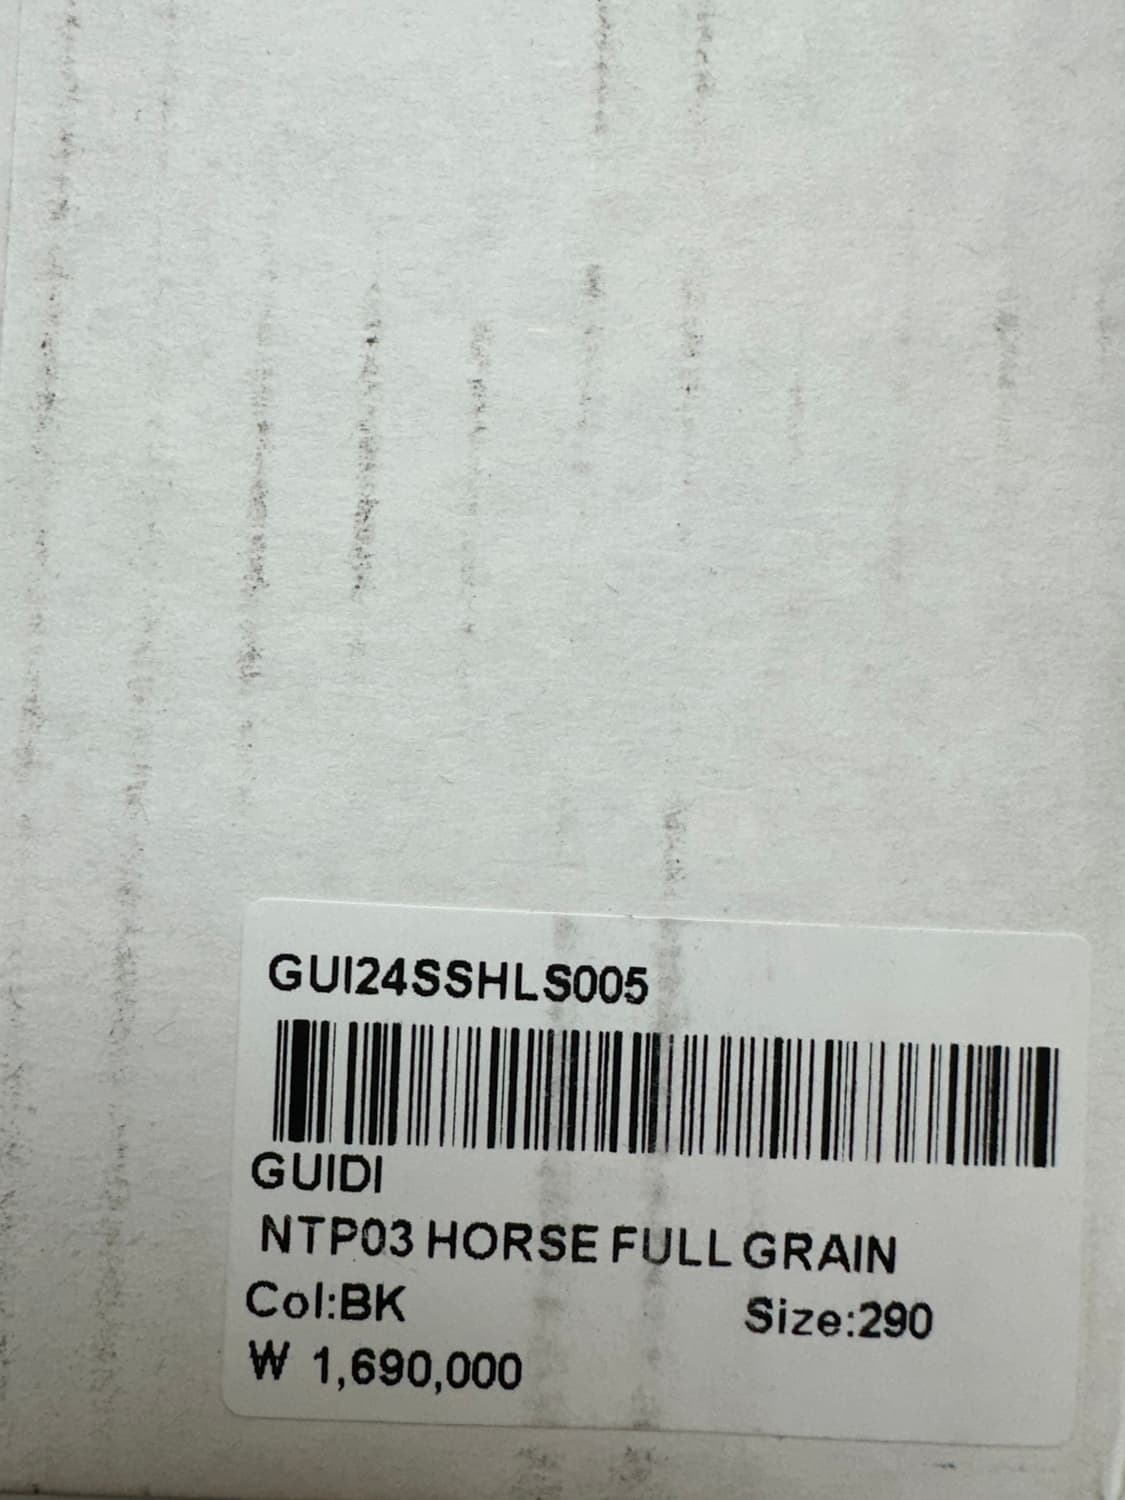 GUI24SSHLS005
GUIDI
NTP03 HORSE FULL GRAIN
Col:BK Size:290
₩ 1,690,000